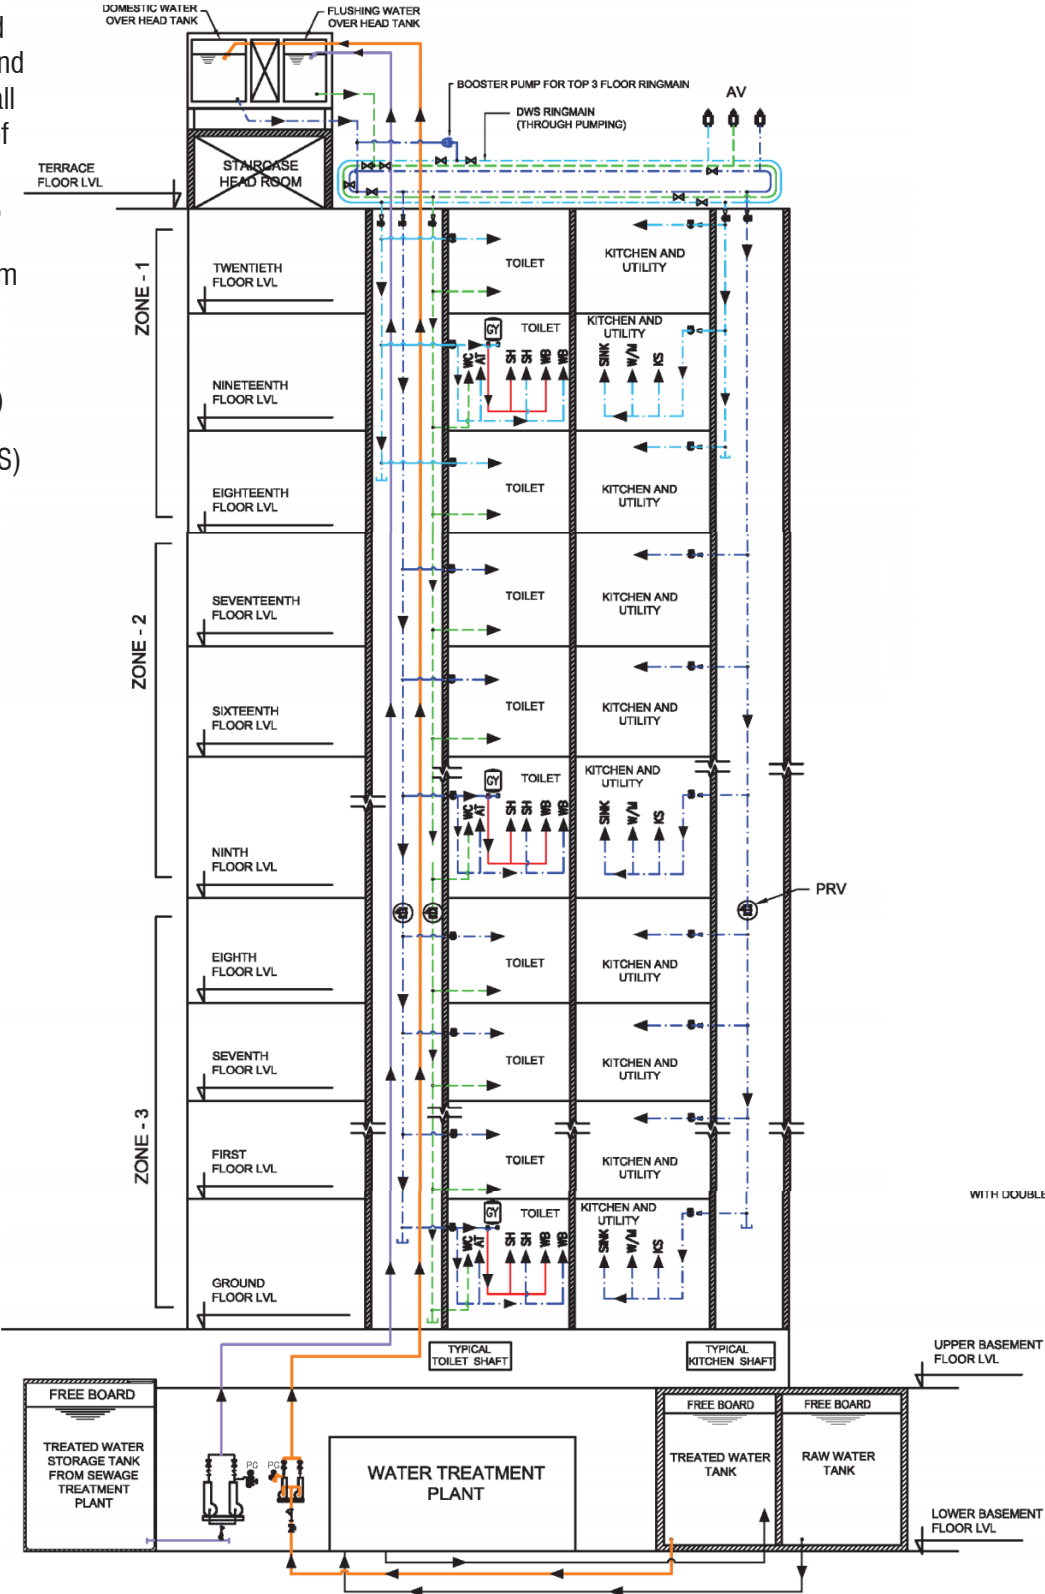 DOMESTIC WATER
OVER HEAD TANK
FLUSHING WATER
OVER HEAD TANK
d
nd
all
of
BOOSTER PUMP FOR TOP 3 FLOOR RINGMAIN
DWS RINGMAIN
(THROUGH PUMPING)
AV
TERRACE
FLOOR LVL
STAIRCASE
HEAD ROOM
m
)
S)
ZONE - 1
TWENTIETH
FLOOR LVL
TOILET
KITCHEN AND
UTILITY
NINETEENTH
FLOOR LVL
GY
TOILET
WC
AT
SH
SH
WB
WB
KITCHEN AND
UTILITY
SINK
W/M
KS
EIGHTEENTH
FLOOR LVL
TOILET
KITCHEN AND
UTILITY
ZONE - 2
SEVENTEENTH
FLOOR LVL
TOILET
KITCHEN AND
UTILITY
SIXTEENTH
FLOOR LVL
TOILET
KITCHEN AND
UTILITY
NINTH
FLOOR LVL
GY
TOILET
WC
AT
SH
SH
WB
WB
KITCHEN AND
UTILITY
SINK
W/M
KS
PRV
ZONE - 3
EIGHTH
FLOOR LVL
TOILET
KITCHEN AND
UTILITY
SEVENTH
FLOOR LVL
TOILET
KITCHEN AND
UTILITY
FIRST
FLOOR LVL
TOILET
KITCHEN AND
UTILITY
WITH DOUBLE
GROUND
FLOOR LVL
GY
TOILET
WC
AT
SH
SH
WB
WB
KITCHEN AND
UTILITY
SINK
W/M
KS
TYPICAL
TOILET SHAFT
TYPICAL
KITCHEN SHAFT
UPPER BASEMENT
FLOOR LVL
FREE BOARD
TREATED WATER
STORAGE TANK
FROM SEWAGE
TREATMENT
PLANT
PG
PG
WATER TREATMENT
PLANT
FREE BOARD
TREATED WATER
TANK
FREE BOARD
RAW WATER
TANK
LOWER BASEMENT
FLOOR LVL